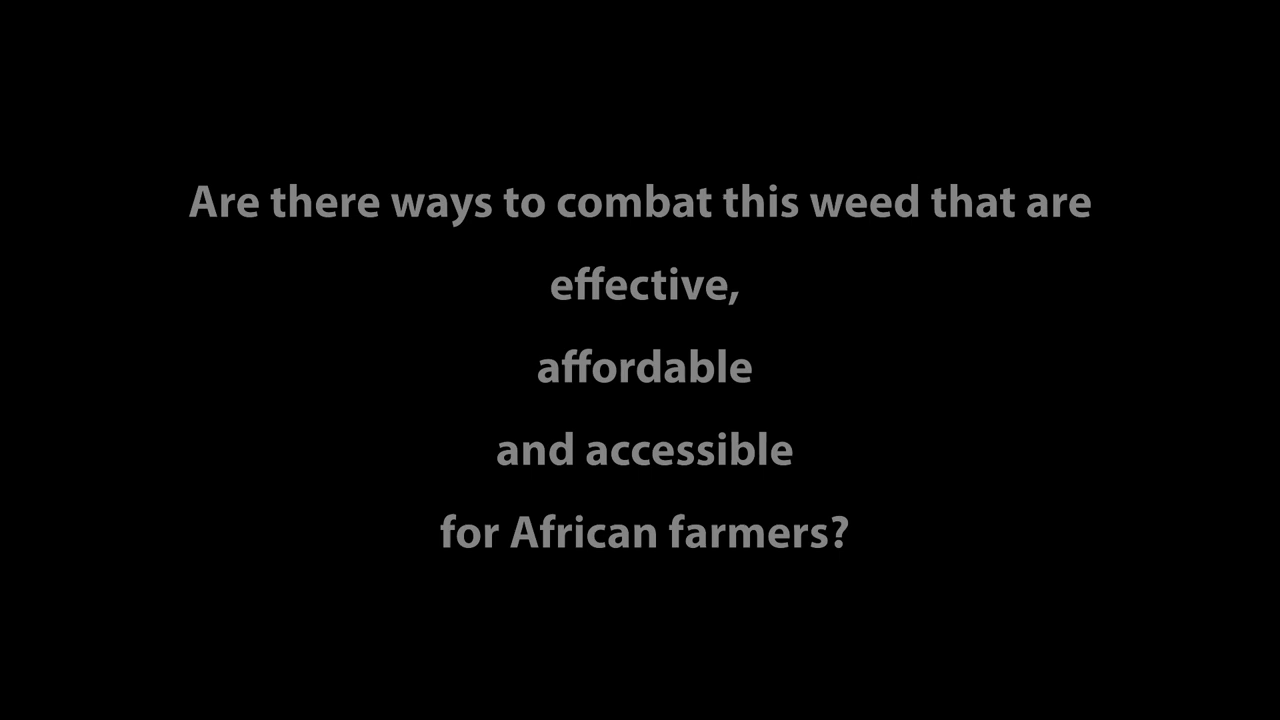 Are there ways to combat this weed that are
effective,
affordable
and accessible
for African farmers?